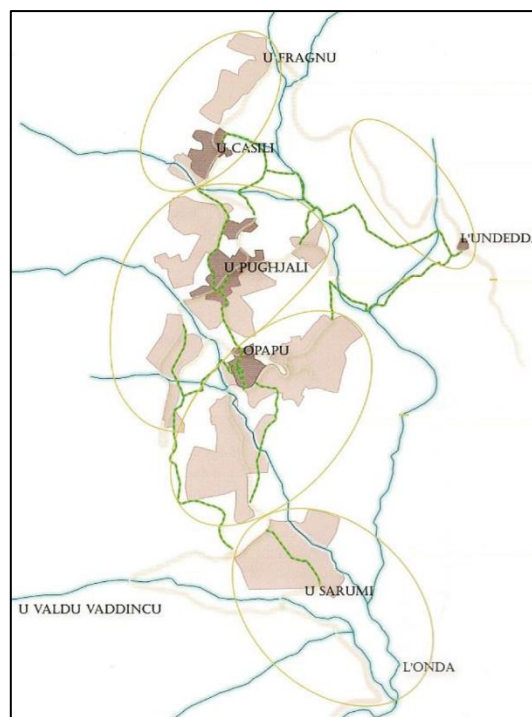 U FRAGNU
U CASILI
L'UNDEDDA
U PUGHJALI
OPAPU
U SARUMI
U VALDU VADDINCU
L'ONDA